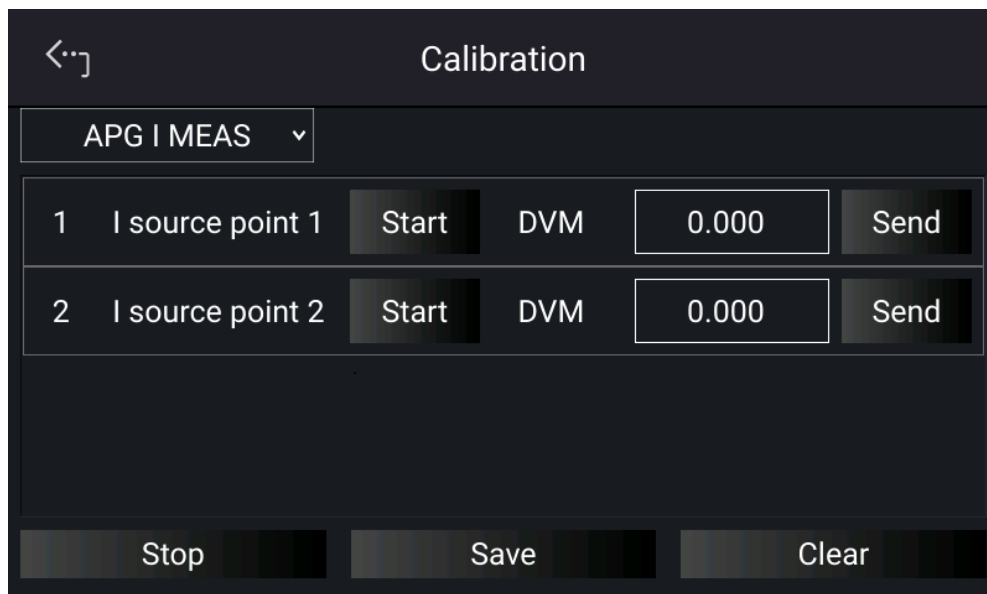 Calibration
APG I MEAS
1 I source point 1 Start DVM 0.000 Send
2 I source point 2 Start DVM 0.000 Send
Stop Save Clear